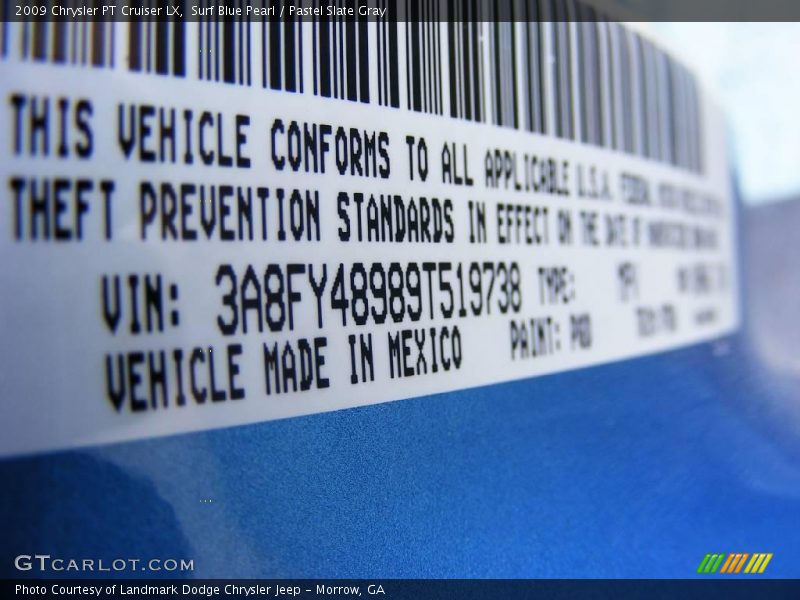 2009 Chrysler PT Cruiser LX, Surf Blue Pearl / Pastel Slate Gray
THIS VEHICLE CONFORMS TO ALL APPLICABLE U.S.A. FEDERAL
THEFT PREVENTION STANDARDS IN EFFECT ON THE DATE OF
VIN: 3A8FY48989T519738 TYPE:
VEHICLE MADE IN MEXICO PAINT:
GTCARLOT.COM
Photo Courtesy of Landmark Dodge Chrysler Jeep - Morrow, GA